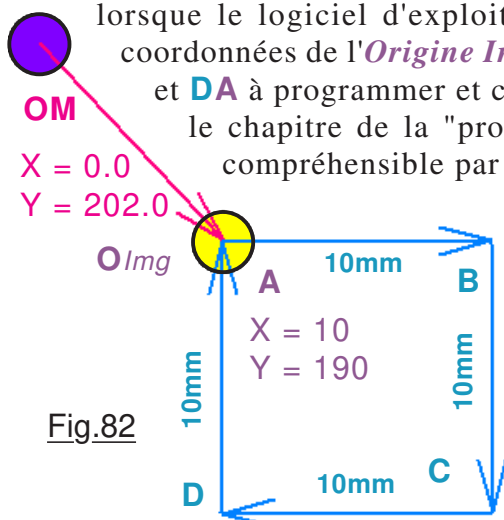 lorsque le logiciel d'exploit
coordonnées de l'Origine In
et DA à programmer et c
le chapitre de la "pro
compréhensible par
OM
X = 0.0
Y = 202.0
OImg
A
10mm
B
X = 10
Y = 190
10mm
10mm
Fig.82
D
10mm
C